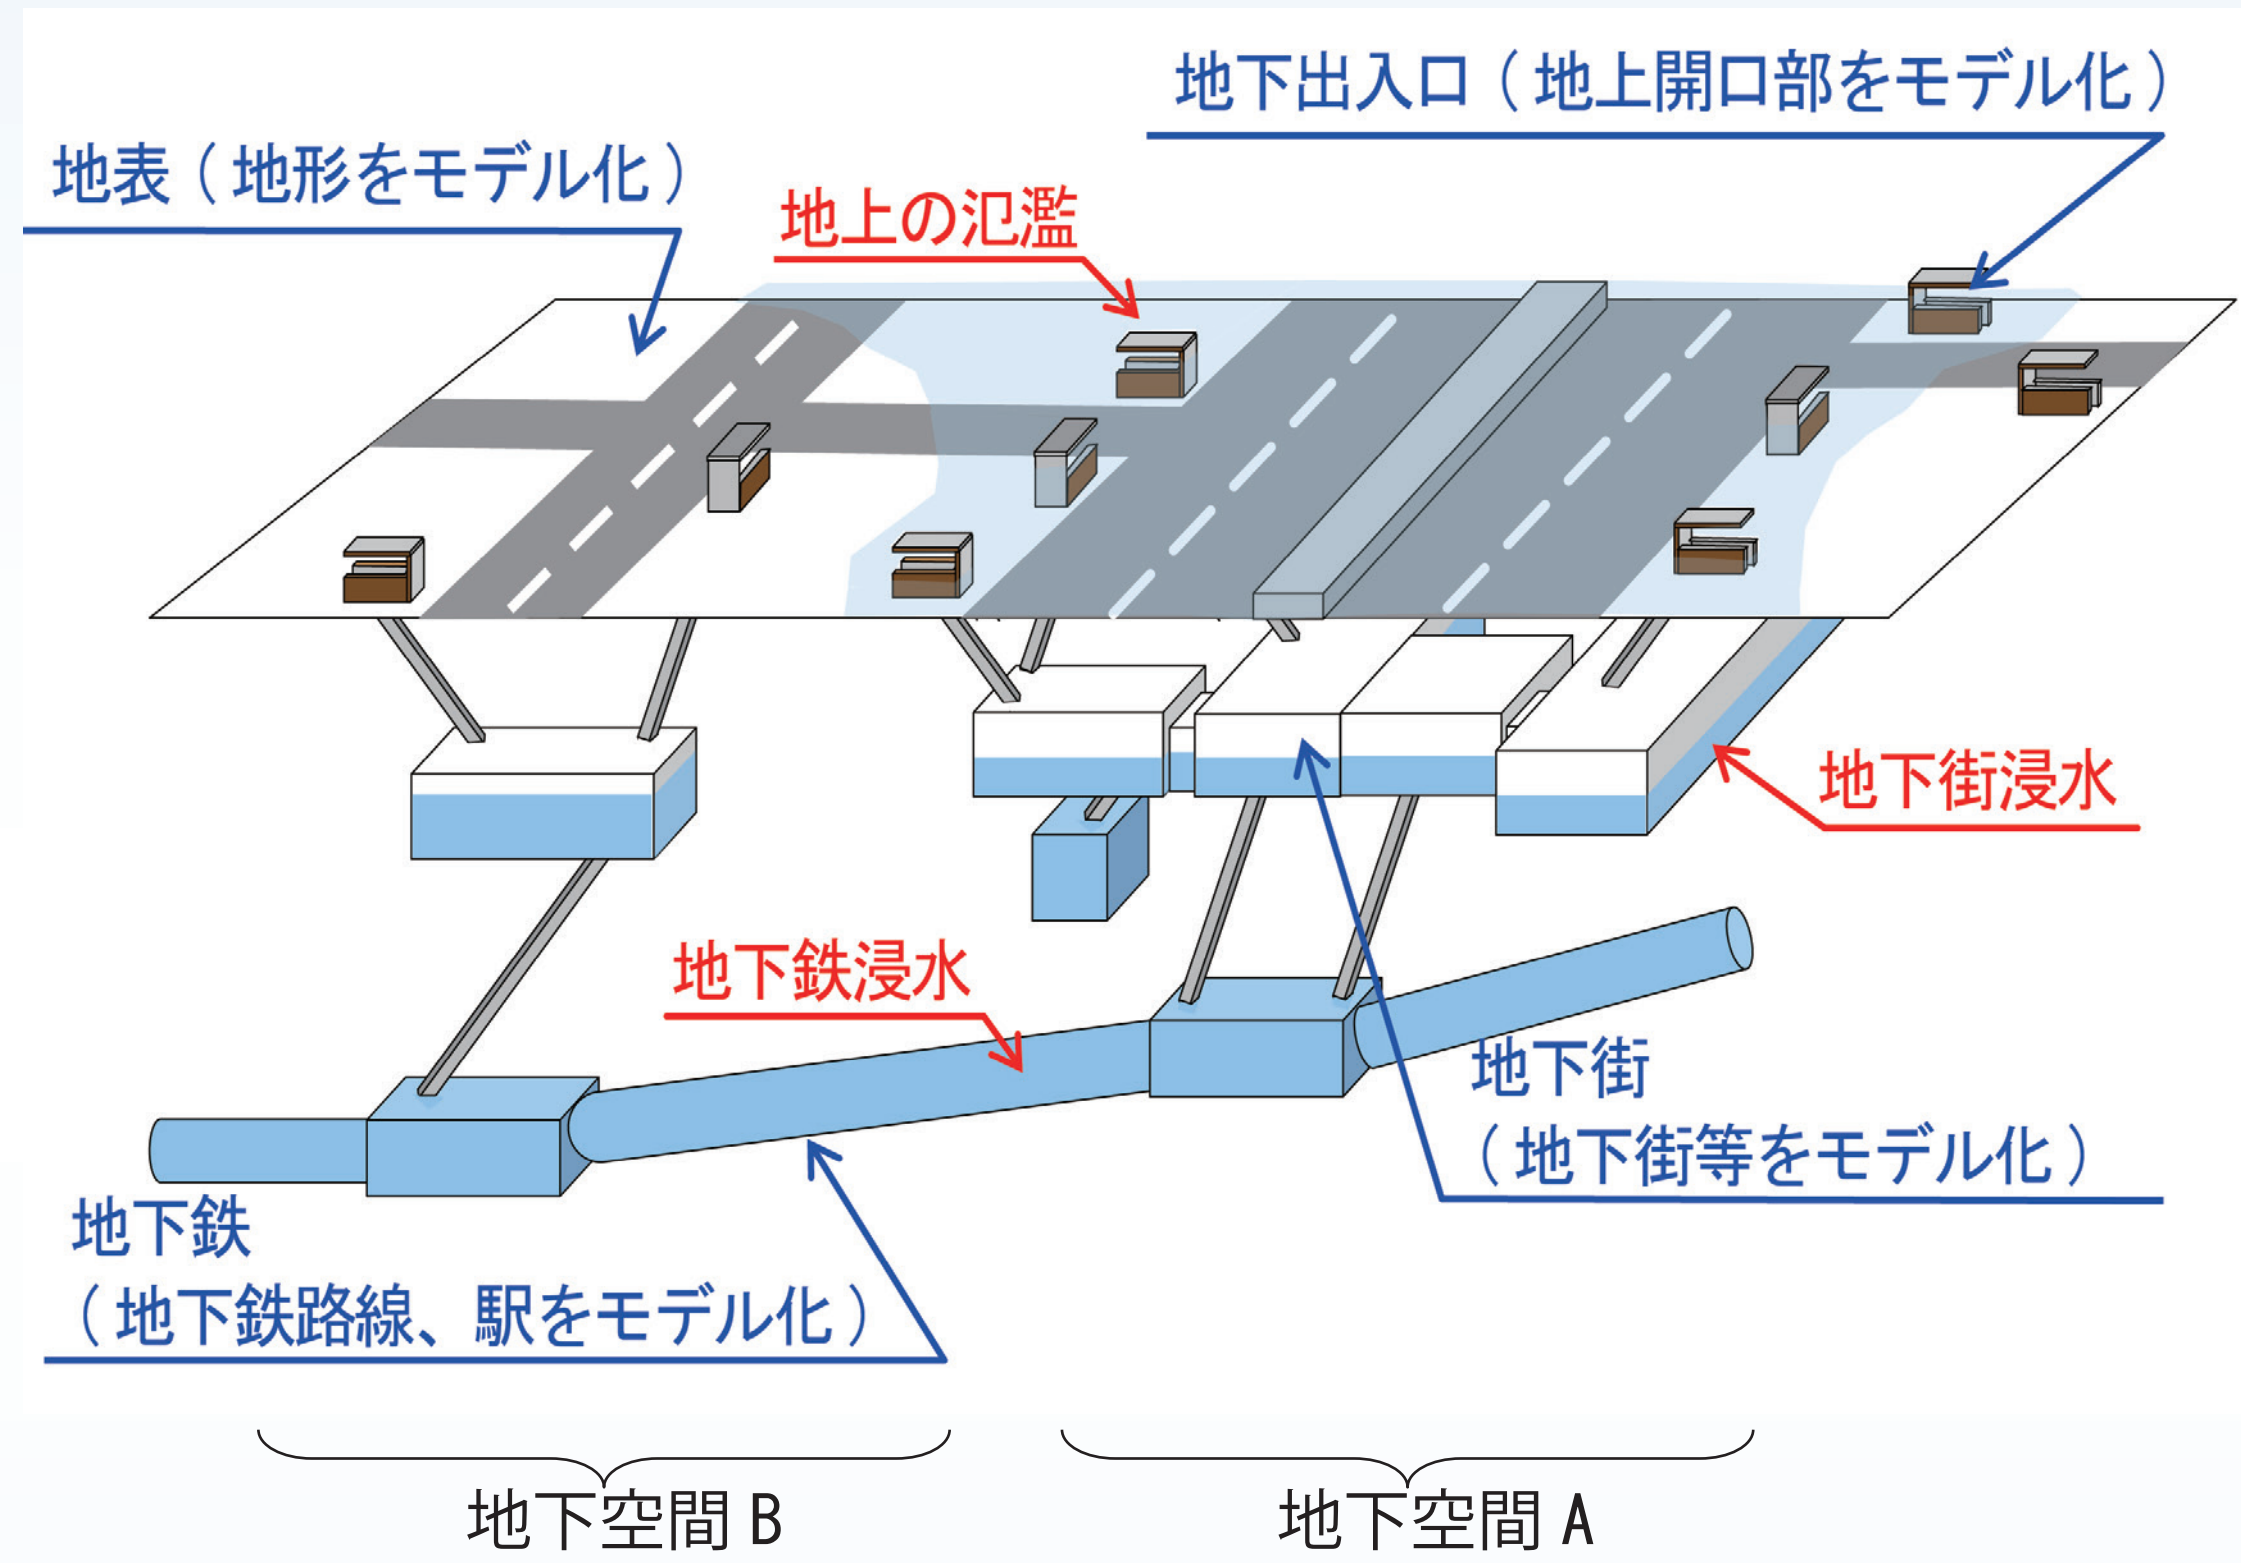 地下出入口（地上開口部をモデル化）
地表（地形をモデル化）
地上の氾濫
地下街浸水
地下鉄浸水
地下街
（地下街等をモデル化）
地下鉄
（地下鉄路線、駅をモデル化）
地下空間 B
地下空間 A